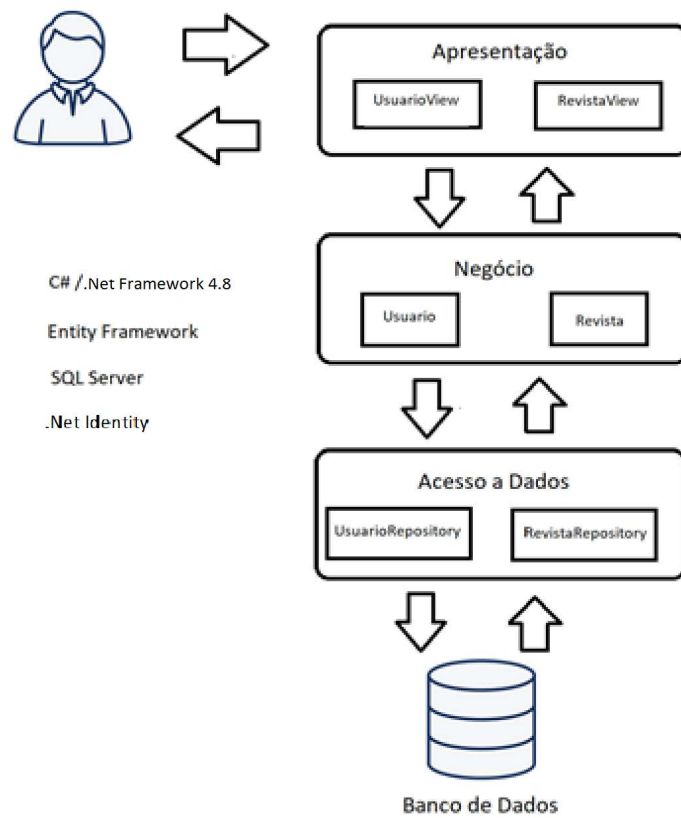 Apresentação
UsuarioView
RevistaView
Negócio
Usuario
Revista
C# /.Net Framework 4.8
Entity Framework
SQL Server
.Net Identity
Acesso a Dados
UsuarioRepository
RevistaRepository
Banco de Dados